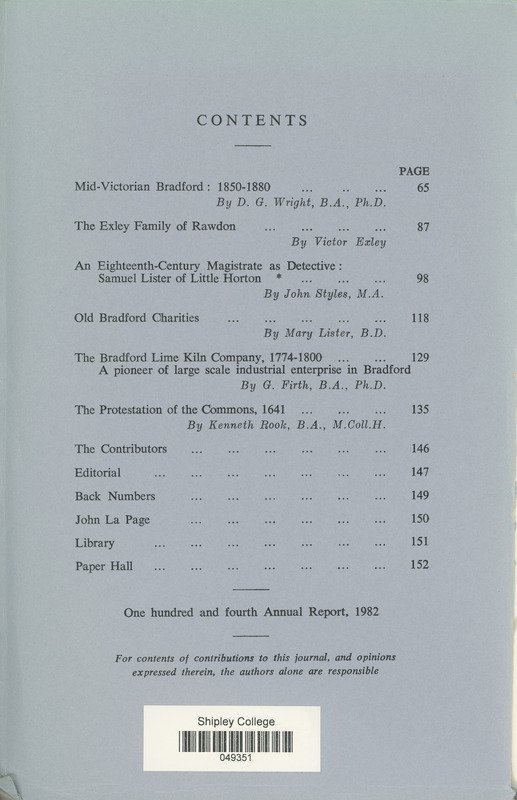 CONTENTS
PAGE
Mid-Victorian Bradford : 1850-1880 ... .. ... 65
By D. G. Wright, B.A., Ph.D.
The Exley Family of Rawdon ... ... ... ... 87
By Victor Exley
An Eighteenth-Century Magistrate as Detective :
Samuel Lister of Little Horton * ... ... ... 98
By John Styles, M.A.
Old Bradford Charities ... ... ... ... ... 118
By Mary Lister, B.D.
The Bradford Lime Kiln Company, 1774-1800 ... ... 129
A pioneer of large scale industrial enterprise in Bradford
By G. Firth, B.A., Ph.D.
The Protestation of the Commons, 1641 ... ... ... 135
By Kenneth Rook, B.A., M.Coll.H.
The Contributors ... ... ... ... ... ... 146
Editorial ... ... ... ... ... ... ... 147
Back Numbers ... ... ... ... ... ... 149
John La Page ... ... ... ... ... ... 150
Library ... ... ... ... ... ... ... 151
Paper Hall ... ... ... ... ... ... ... 152
One hundred and fourth Annual Report, 1982
For contents of contributions to this journal, and opinions
expressed therein, the authors alone are responsible
Shipley College
049351